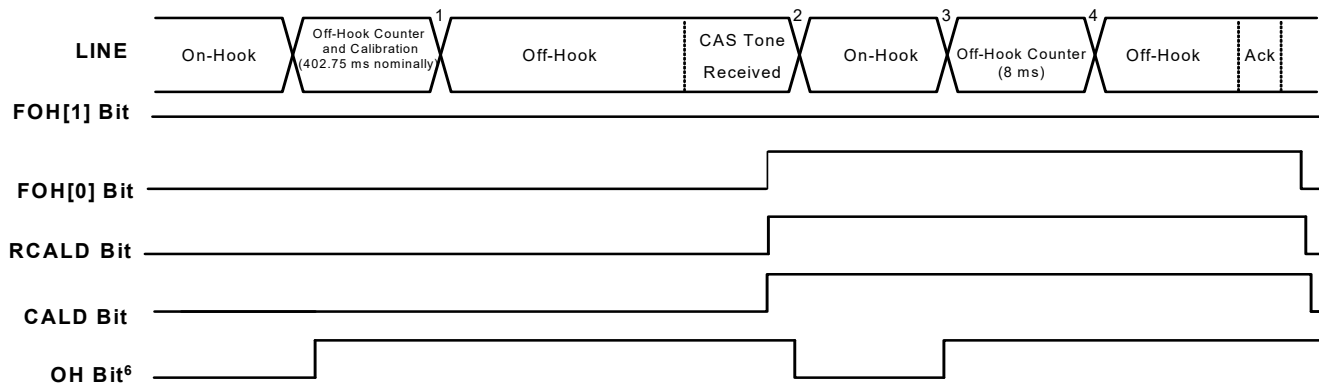 1 2 3 4
LINE
On-Hook
Off-Hook Counter
and Calibration
(402.75 ms nominally)
Off-Hook
CAS Tone
Received
On-Hook
Off-Hook Counter
(8 ms)
Off-Hook
Ack
FOH[1] Bit
FOH[0] Bit
RCALD Bit
CALD Bit
OH Bit⁶